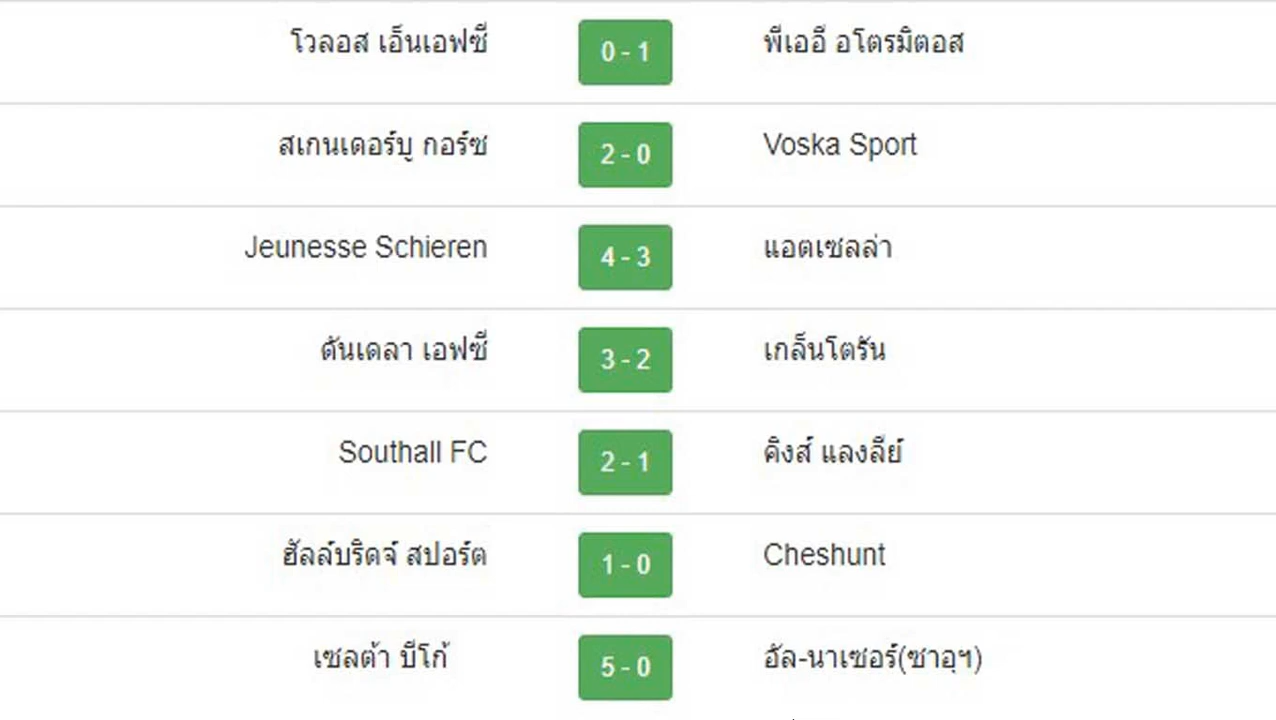 โวลอส เอ็นเอฟซี 0 - 1 พีเออี อโตรมิตอส
สเกนเดอร์บู กอร์ซ 2 - 0 Voska Sport
Jeunesse Schieren 4 - 3 แอตเซลล่า
ดันเดลา เอฟซี 3 - 2 เกล็นโตรัน
Southall FC 2 - 1 คิงส์ แลงลีย์
ฮัลล์บริดจ์ สปอร์ต 1 - 0 Cheshunt
เซลต้า บีโก้ 5 - 0 อัล-นาเซอร์(ซาอุฯ)